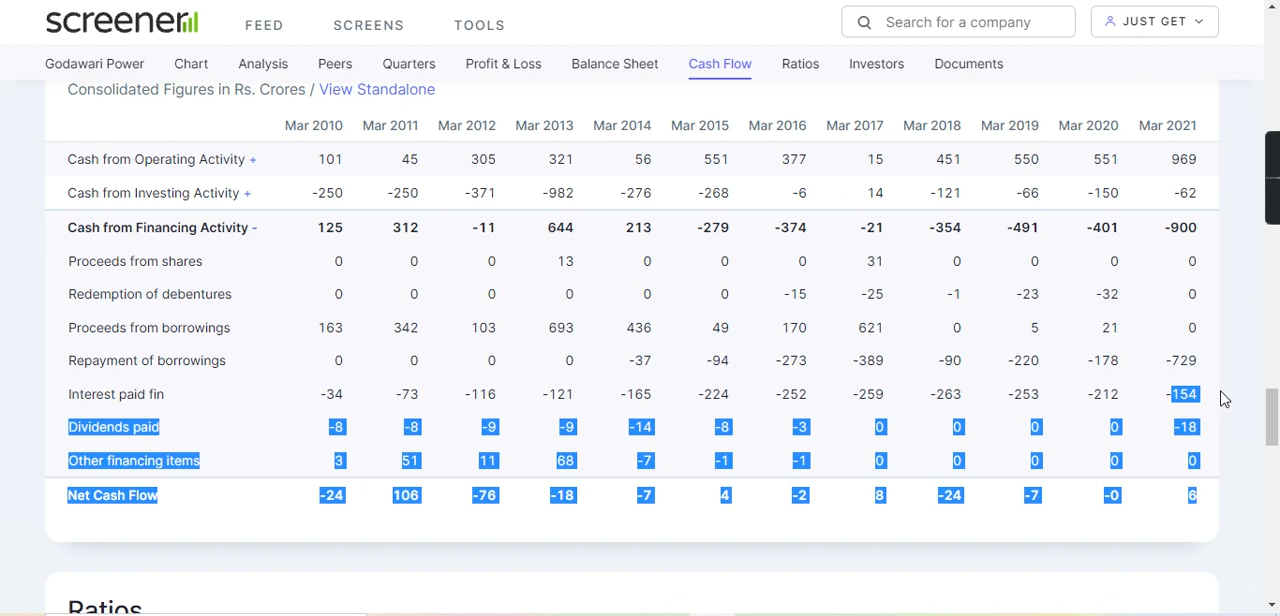 screener
FEED SCREENS TOOLS Search for a company JUST GET
Godawari Power Chart Analysis Peers Quarters Profit & Loss Balance Sheet Cash Flow Ratios Investors Documents
Consolidated Figures in Rs. Crores / View Standalone
Mar 2010 Mar 2011 Mar 2012 Mar 2013 Mar 2014 Mar 2015 Mar 2016 Mar 2017 Mar 2018 Mar 2019 Mar 2020 Mar 2021
Cash from Operating Activity + 101 45 305 321 56 551 377 15 451 550 551 969
Cash from Investing Activity + -250 -250 -371 -982 -276 -268 -6 14 -121 -66 -150 -62
Cash from Financing Activity - 125 312 -11 644 213 -279 -374 -21 -354 -491 -401 -900
Proceeds from shares 0 0 0 13 0 0 0 31 0 0 0 0
Redemption of debentures 0 0 0 0 0 0 -15 -25 -1 -23 -32 0
Proceeds from borrowings 163 342 103 693 436 49 170 621 0 5 21 0
Repayment of borrowings 0 0 0 0 -37 -94 -273 -389 -90 -220 -178 -729
Interest paid fin -34 -73 -116 -121 -165 -224 -252 -259 -263 -253 -212 -154
Dividends paid -8 -8 -9 -9 -14 -8 -3 0 0 0 0 -18
Other financing items 3 51 11 68 -7 -1 -1 0 0 0 0 0
Net Cash Flow -24 106 -76 -18 -7 4 -2 8 -24 -7 -0 6
Ratios